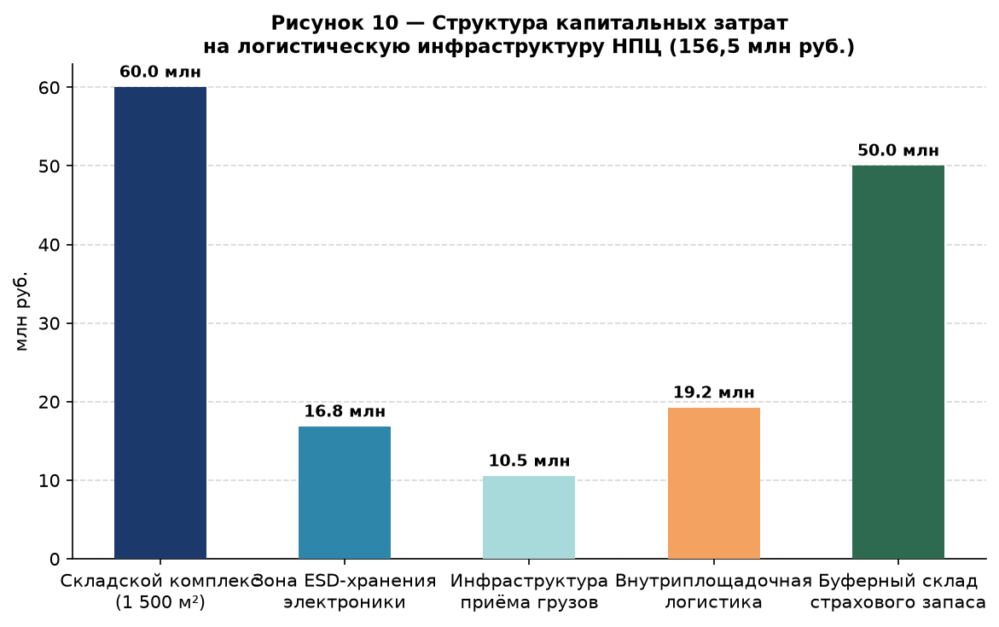 Рисунок 10 — Структура капитальных затрат
на логистическую инфраструктуру НПЦ (156,5 млн руб.)
млн руб.
60
50
40
30
20
10
0
60.0 млн
16.8 млн
10.5 млн
19.2 млн
50.0 млн
Складской комплекс
(1 500 м²)
Зона ESD-хранения
электроники
Инфраструктура
приёма грузов
Внутриплощадочная
логистика
Буферный склад
страхового запаса